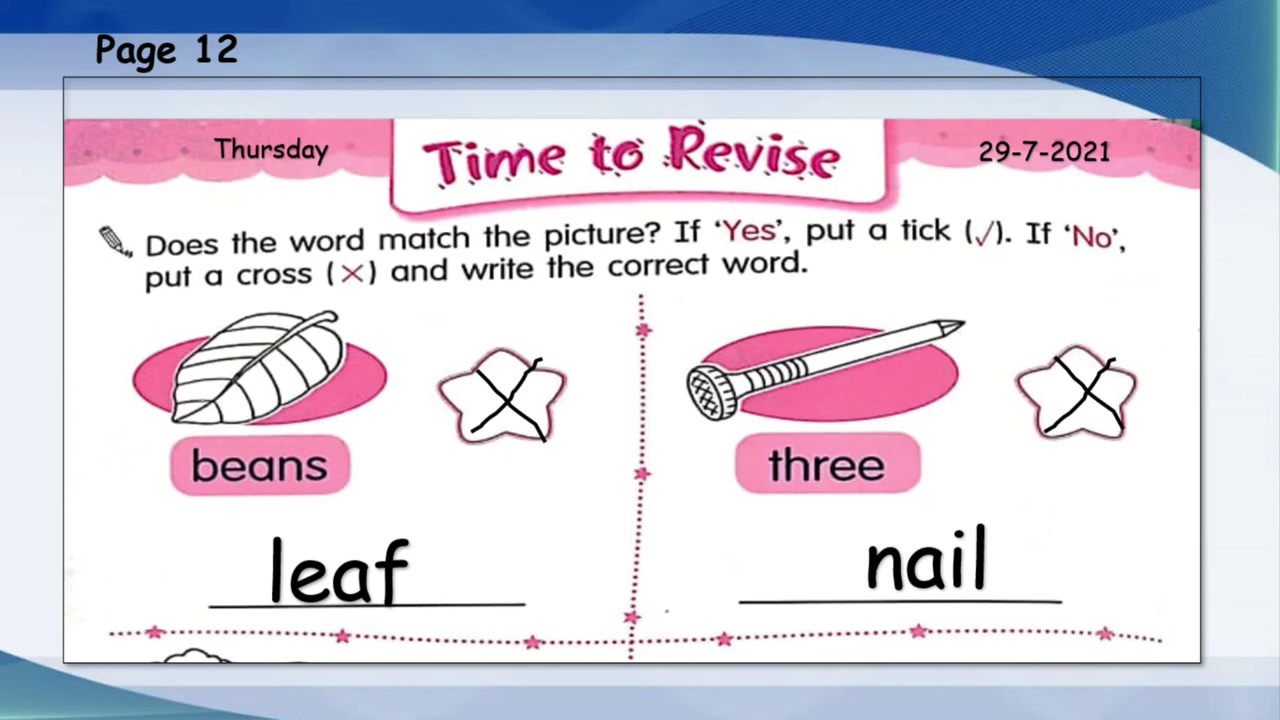 Page 12
Thursday
Time to Revise
29-7-2021
Does the word match the picture? If ‘Yes’, put a tick (✓). If ‘No’,
put a cross (×) and write the correct word.
beans
three
leaf
nail